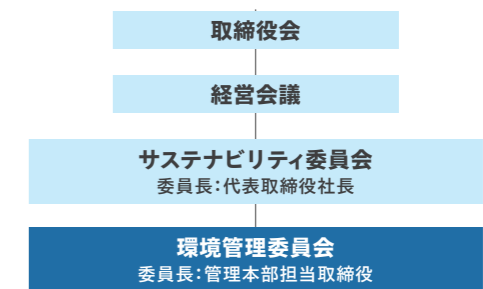 取締役会
経営会議
サステナビリティ委員会
委員長:代表取締役社長
環境管理委員会
委員長:管理本部担当取締役